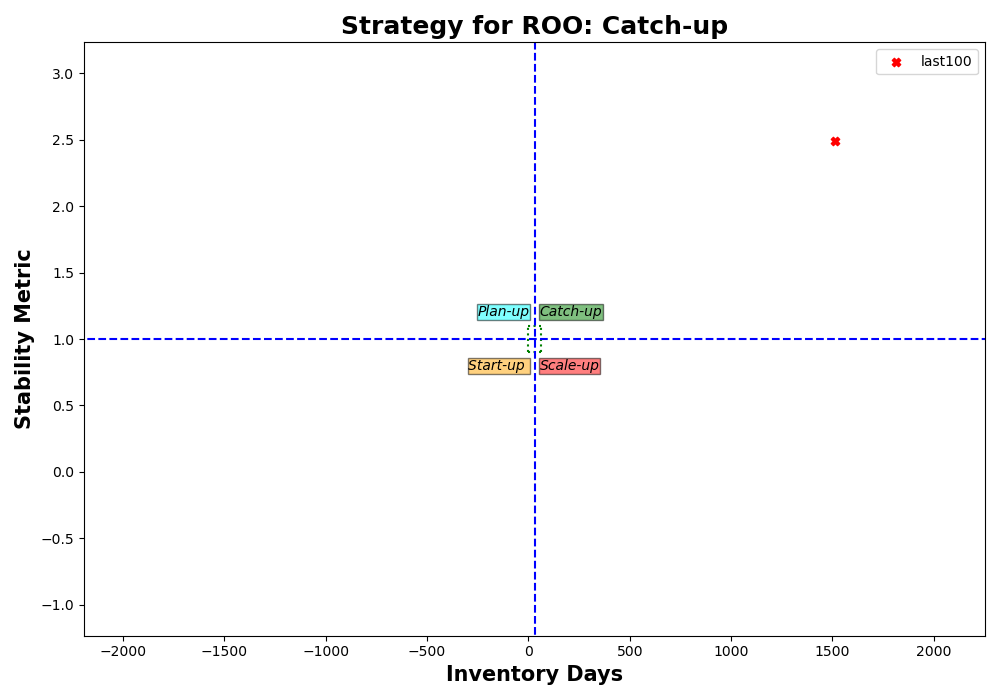 Strategy for ROO: Catch-up
last100
Stability Metric
3.0
2.5
2.0
1.5
1.0
0.5
0.0
−0.5
−1.0
Plan-up
Catch-up
Start-up
Scale-up
−2000
−1500
−1000
−500
0
500
1000
1500
2000
Inventory Days